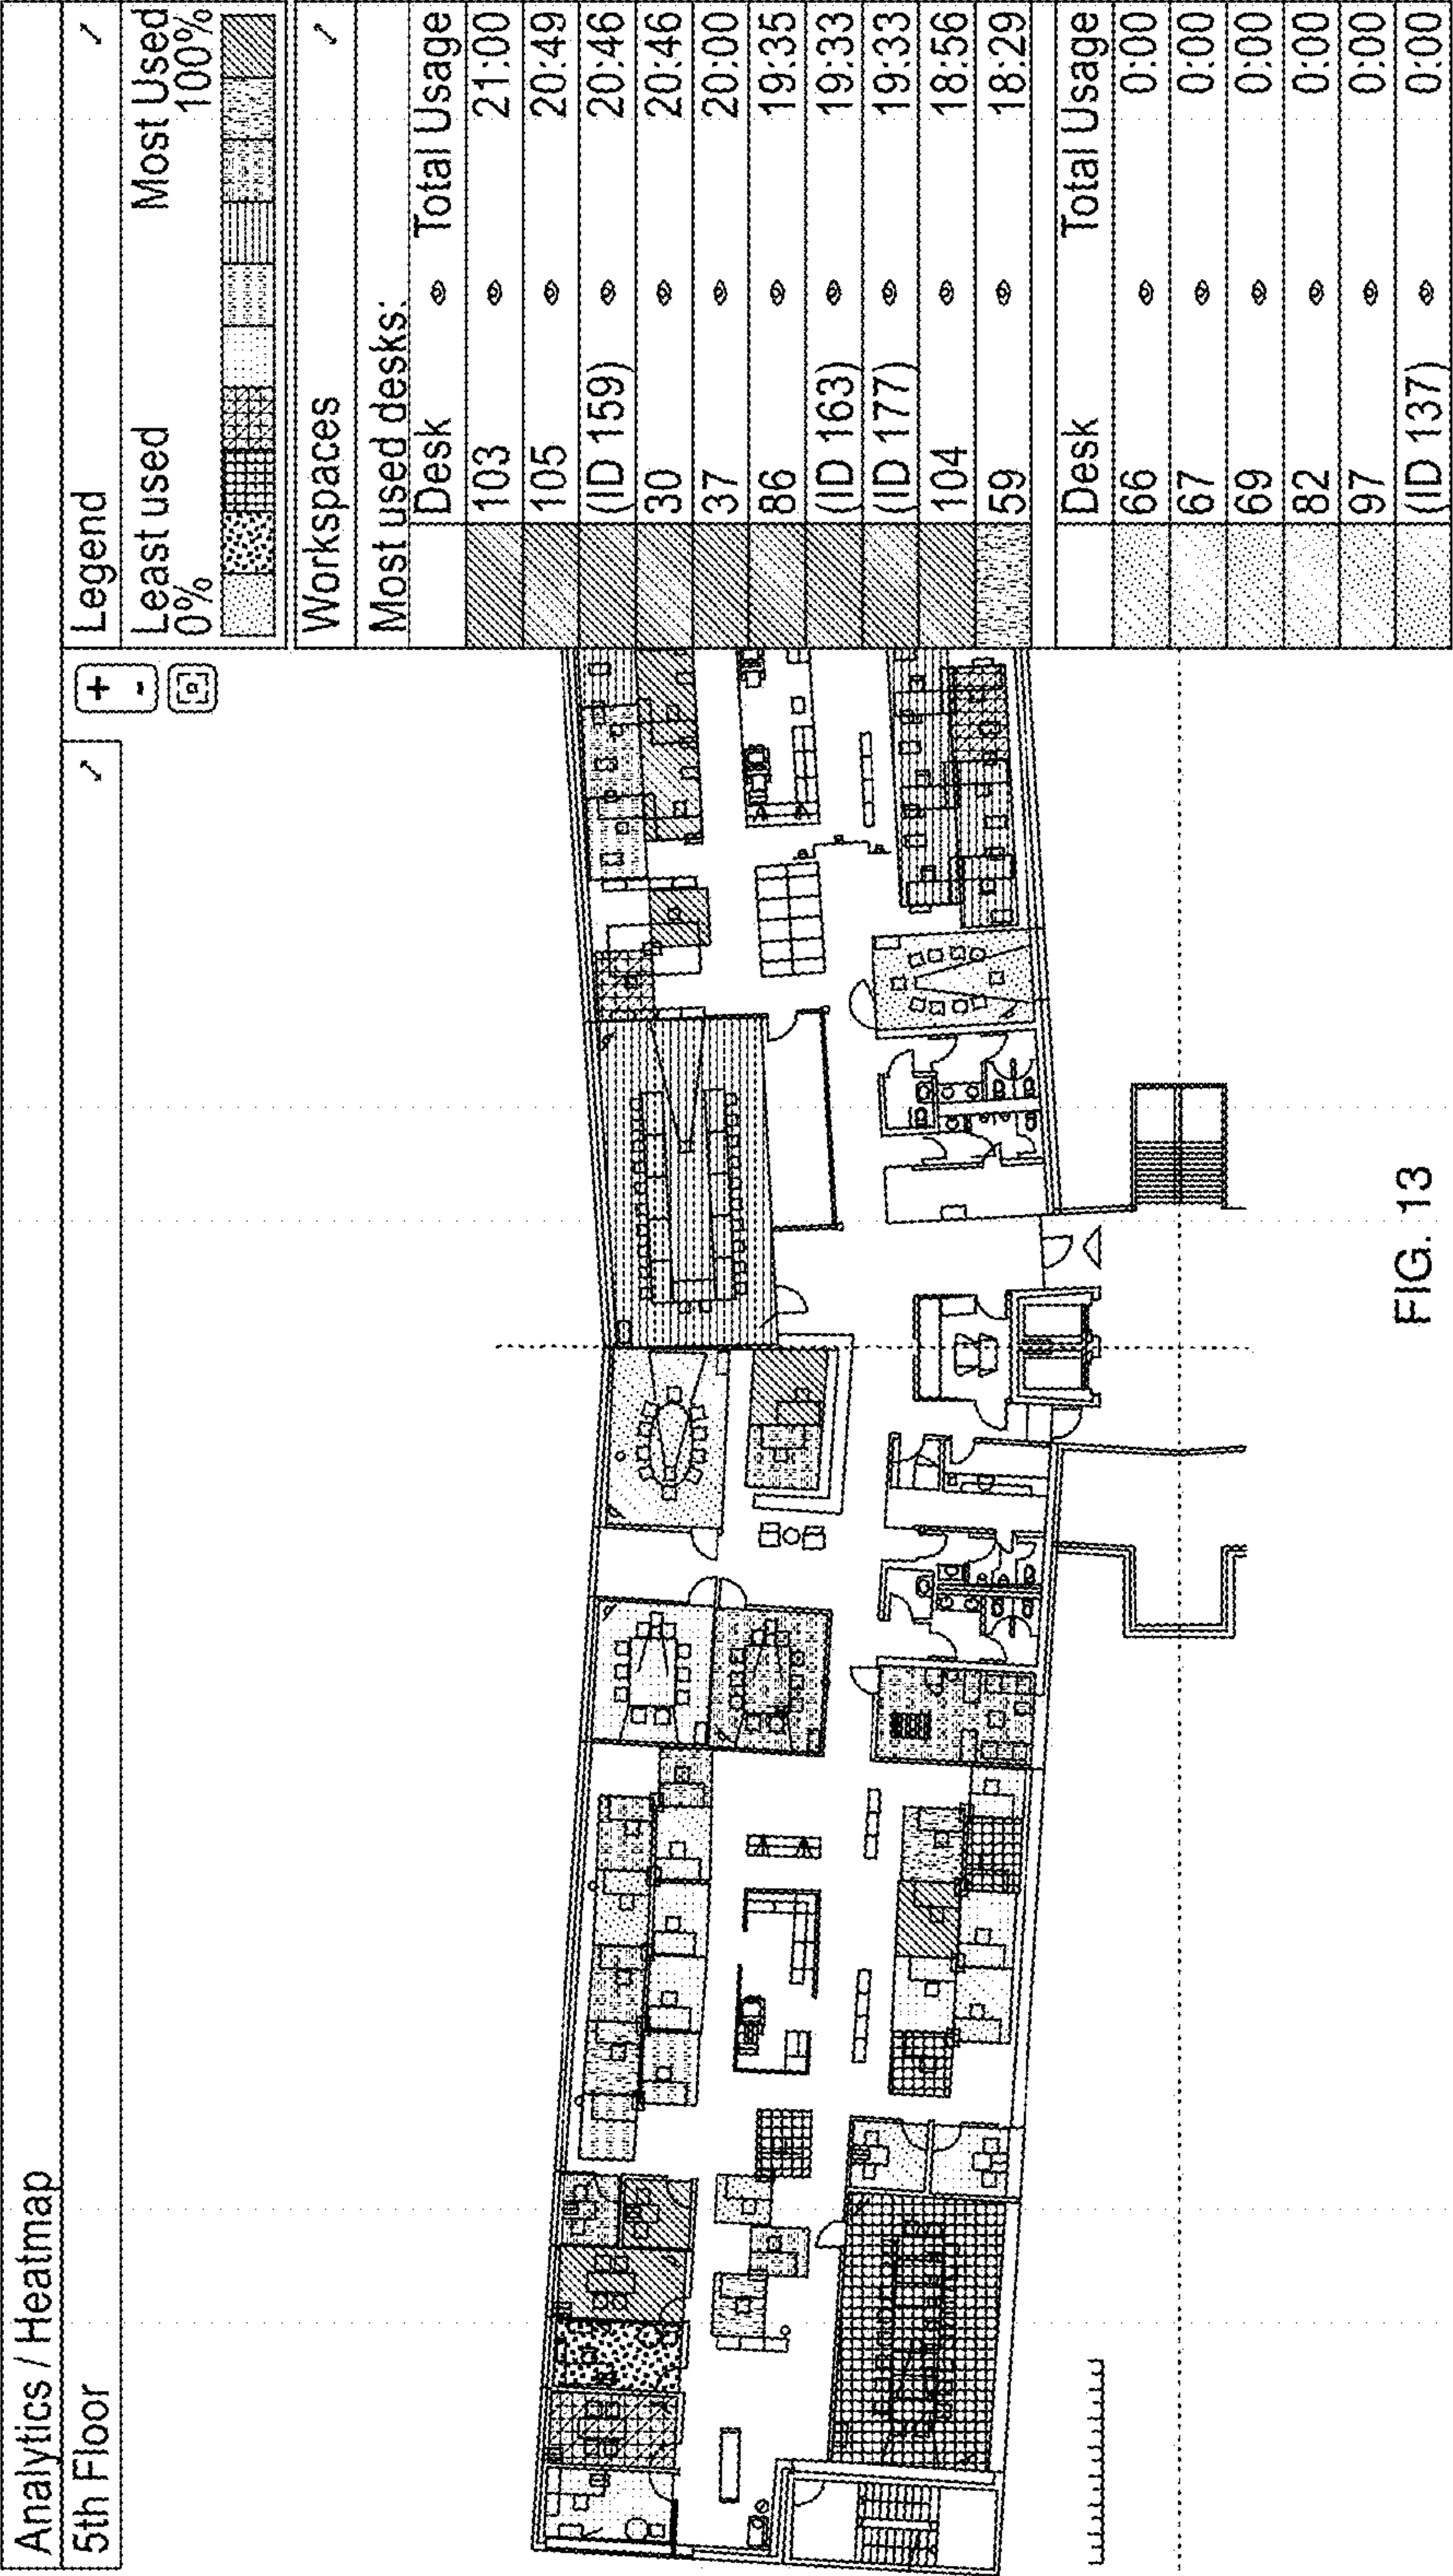 Analytics / Heatmap
5th Floor
+
-
Legend
Least used Most Used
0% 100%
Workspaces
Most used desks:
Desk Total Usage
103 21:00
105 20:49
(ID 159) 20:46
30 20:46
37 20:00
86 19:35
(ID 163) 19:33
(ID 177) 19:33
104 18:56
59 18:29
Desk Total Usage
66 0:00
67 0:00
69 0:00
82 0:00
97 0:00
(ID 137) 0:00
FIG. 13